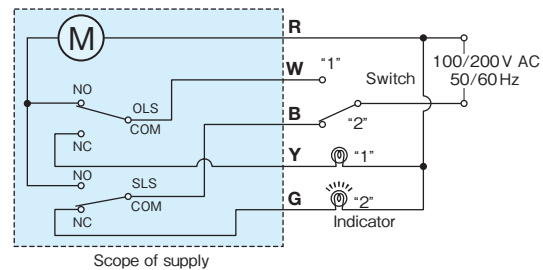 M
R
W
"1"
Switch
100/200V AC
50/60Hz
NO
OLS
COM
B
"2"
NC
Y
"1"
NO
SLS
COM
NC
G
"2"
Indicator
Scope of supply